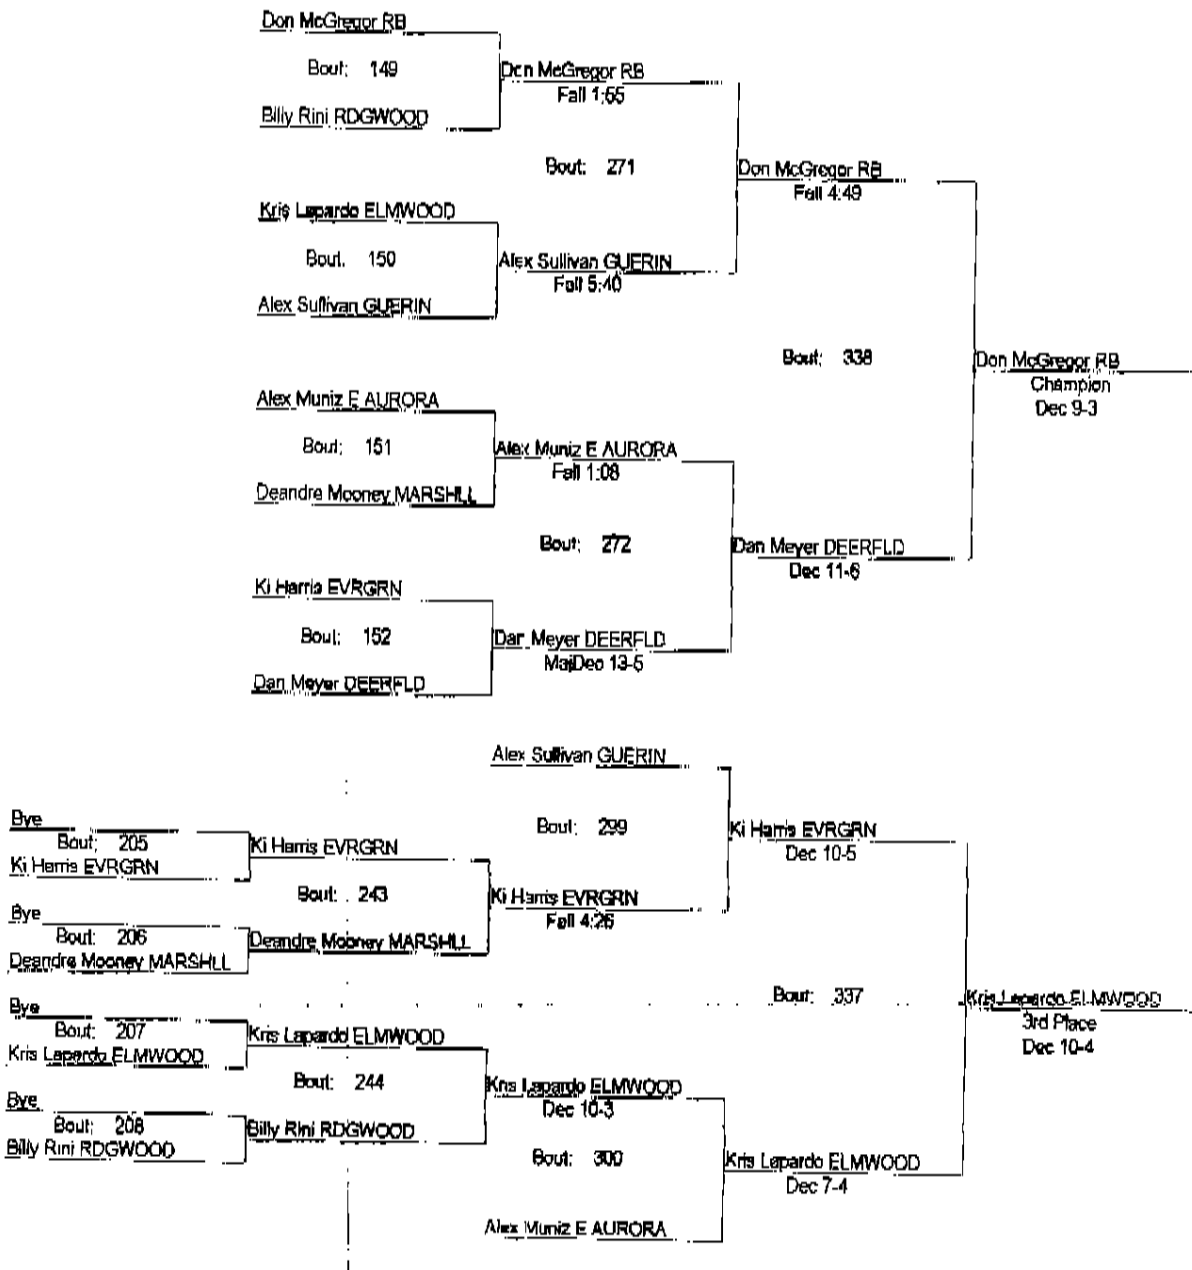 Don McGregor RB
Bout: 149
Don McGregor RB
Fall 1:55
Billy Rini RDGWOOD
Bout: 271
Don McGregor RB
Fall 4:49
Kris Lapardo ELMWOOD
Bout: 150
Alex Sullivan GUERIN
Fall 5:40
Alex Sullivan GUERIN
Bout: 338
Don McGregor RB
Champion
Dec 9-3
Alex Muniz E AURORA
Bout: 151
Alex Muniz E AURORA
Fall 1:08
Deandre Mooney MARSHLL
Bout: 272
Dan Meyer DEERFLD
Dec 11-6
Ki Harris EVRGRN
Bout: 152
Dan Meyer DEERFLD
MajDec 13-5
Dan Meyer DEERFLD
Alex Sullivan GUERIN
Bye
Bout: 205
Ki Harris EVRGRN
Ki Harris EVRGRN
Bout: 299
Ki Harris EVRGRN
Dec 10-5
Bout: 243
Ki Harris EVRGRN
Fall 4:26
Bye
Bout: 206
Deandre Mooney MARSHLL
Deandre Mooney MARSHLL
Bout: 337
Kris Lapardo ELMWOOD
3rd Place
Dec 10-4
Bye
Bout: 207
Kris Lapardo ELMWOOD
Kris Lapardo ELMWOOD
Bout: 244
Kris Lapardo ELMWOOD
Dec 10-3
Bye
Bout: 208
Billy Rini RDGWOOD
Billy Rini RDGWOOD
Bout: 300
Kris Lapardo ELMWOOD
Dec 7-4
Alex Muniz E AURORA